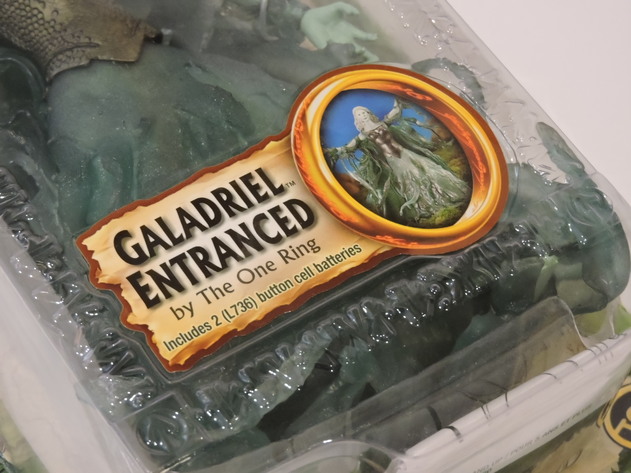 GALADRIEL™
ENTRANCED
by The One Ring
Includes 2 (L736) button cell batteries